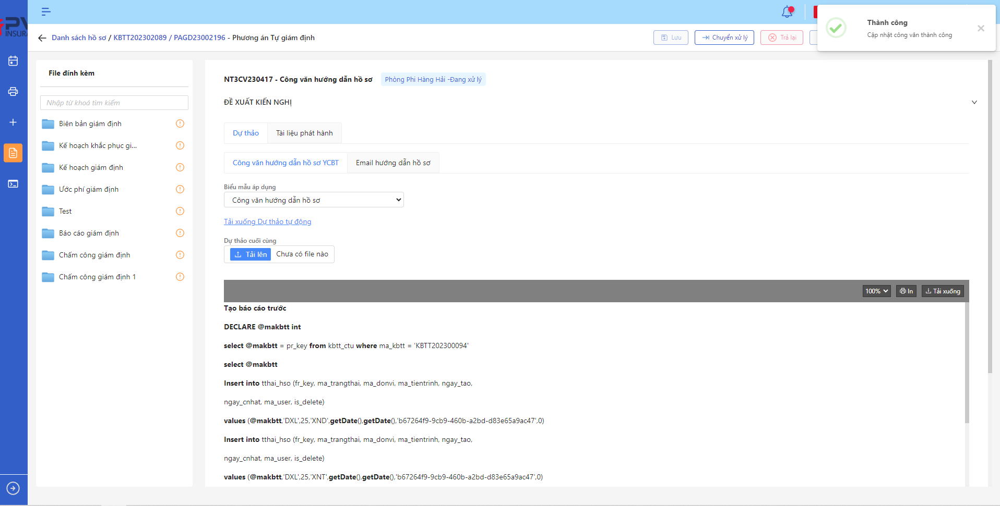 PV
INSURA
Danh sách hồ sơ / KBTT202302089 / PAGD23002196 - Phương án Tự giám định
Lưu
Chuyển xử lý
Trả lại
Thành công
Cập nhật công văn thành công
File đính kèm
Nhập từ khoá tìm kiếm
Biên bản giám định
Kế hoạch khắc phục gi...
Kế hoạch giám định
Ước phí giám định
Test
Báo cáo giám định
Chấm công giám định
Chấm công giám định 1
NT3CV230417 - Công văn hướng dẫn hồ sơ
Phòng Phi Hàng Hải -Đang xử lý
ĐỀ XUẤT KIẾN NGHỊ
Dự thảo
Tài liệu phát hành
Công văn hướng dẫn hồ sơ YCBT
Email hướng dẫn hồ sơ
Biểu mẫu áp dụng
Công văn hướng dẫn hồ sơ
Tải xuống Dự thảo tự động
Dự thảo cuối cùng
Tải lên
Chưa có file nào
100%
In
Tải xuống
Tạo báo cáo trước
DECLARE @makbtt int
select @makbtt = pr_key from kbtt_ctu where ma_kbtt = 'KBTT202300094'
select @makbtt
Insert into tthai_hso (fr_key, ma_trangthai, ma_donvi, ma_tientrinh, ngay_tao,
ngay_cnhat, ma_user, is_delete)
values (@makbtt,'DXL',25,'XND',getDate(),getDate(),'b67264f9-9cb9-460b-a2bd-d83e65a9ac47',0)
Insert into tthai_hso (fr_key, ma_trangthai, ma_donvi, ma_tientrinh, ngay_tao,
ngay_cnhat, ma_user, is_delete)
values (@makbtt,'DXL',25,'XNT',getDate(),getDate(),'b67264f9-9cb9-460b-a2bd-d83e65a9ac47',0)